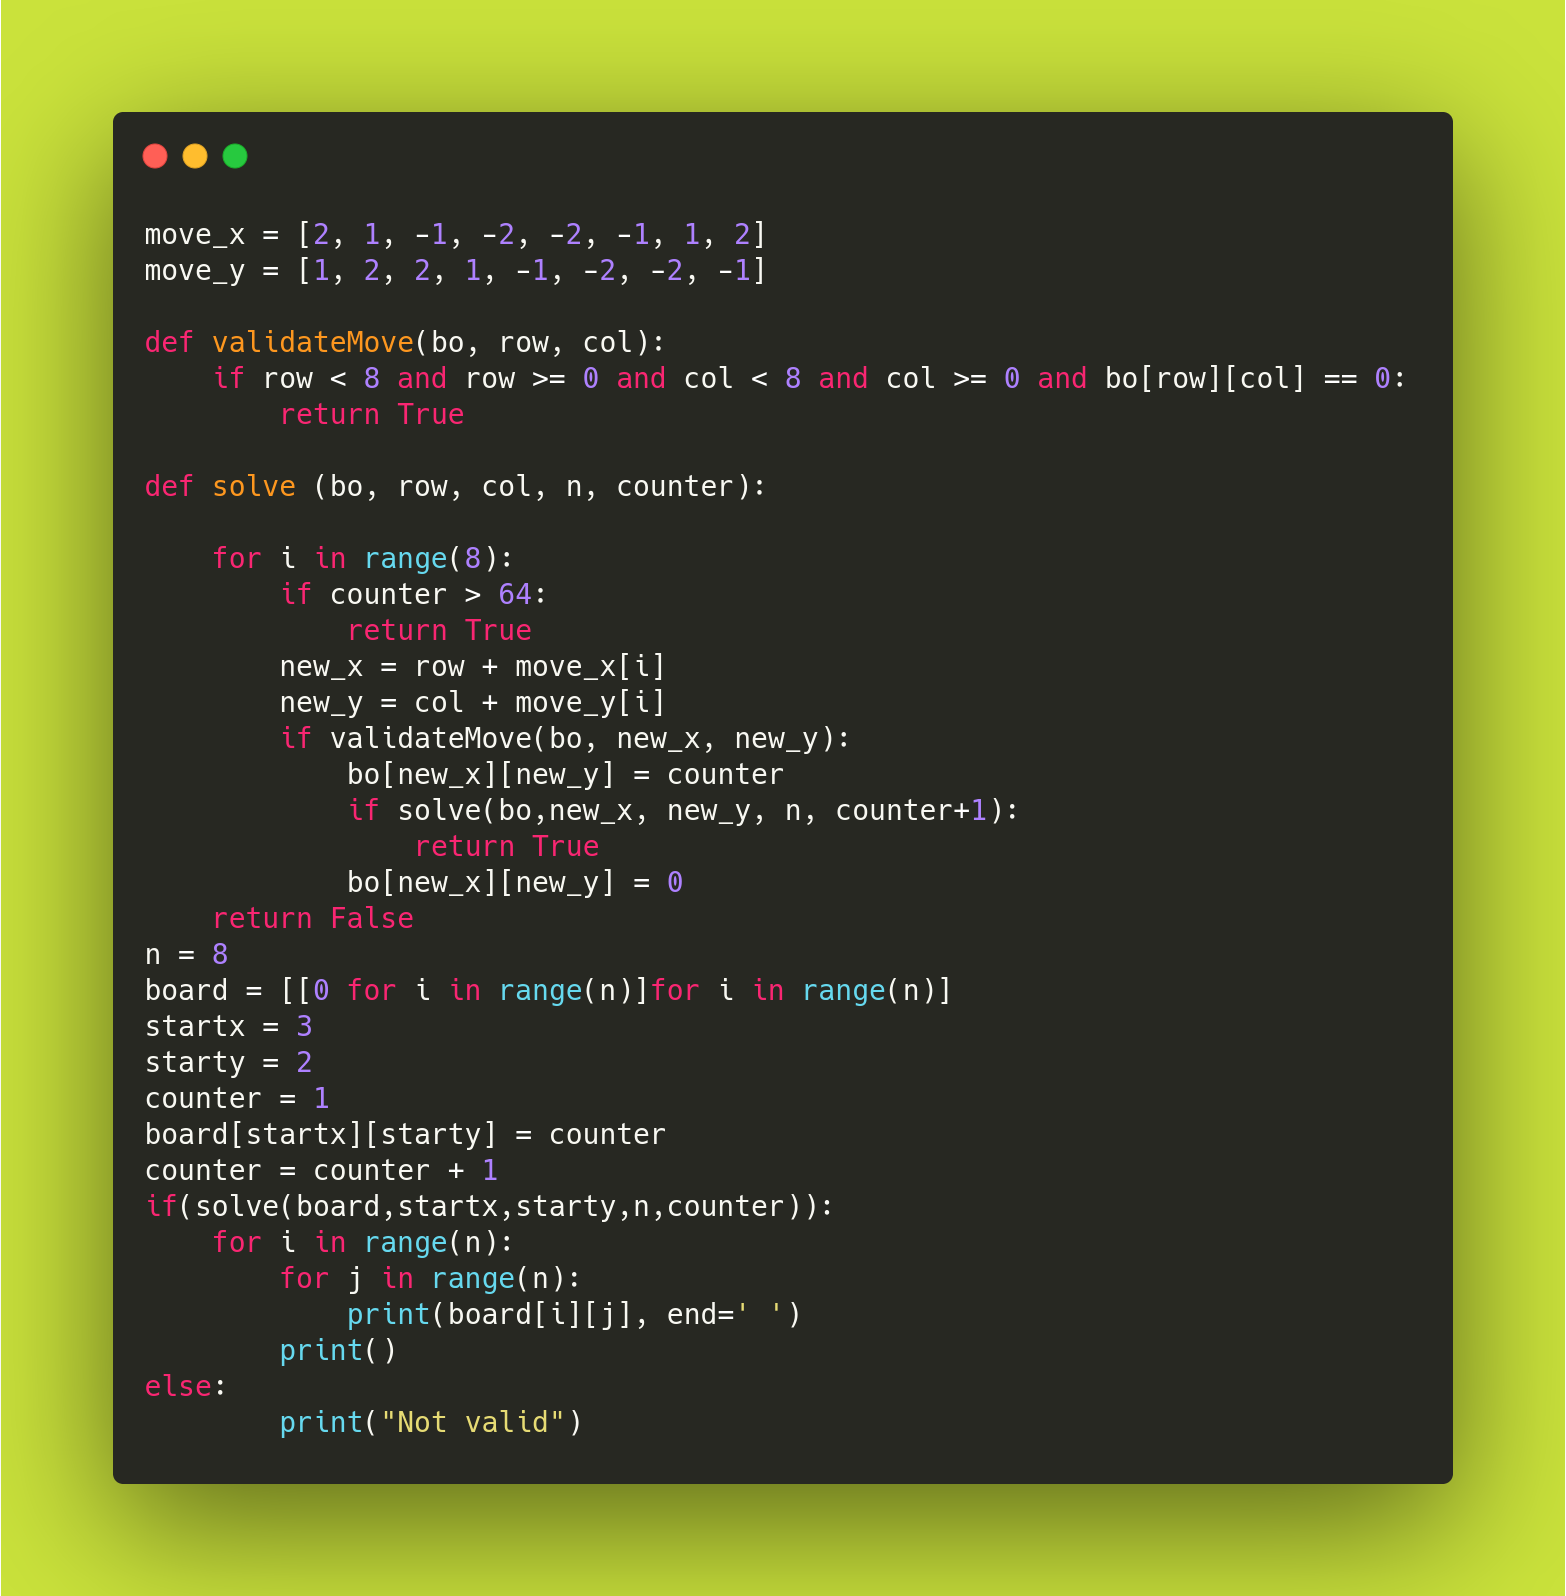 move_x = [2, 1, -1, -2, -2, -1, 1, 2]
move_y = [1, 2, 2, 1, -1, -2, -2, -1]

def validateMove(bo, row, col):
    if row < 8 and row >= 0 and col < 8 and col >= 0 and bo[row][col] == 0:
        return True

def solve (bo, row, col, n, counter):

    for i in range(8):
        if counter > 64:
            return True
        new_x = row + move_x[i]
        new_y = col + move_y[i]
        if validateMove(bo, new_x, new_y):
            bo[new_x][new_y] = counter
            if solve(bo,new_x, new_y, n, counter+1):
                return True
            bo[new_x][new_y] = 0
    return False
n = 8
board = [[0 for i in range(n)]for i in range(n)]
startx = 3
starty = 2
counter = 1
board[startx][starty] = counter
counter = counter + 1
if(solve(board,startx,starty,n,counter)):
    for i in range(n):
        for j in range(n):
            print(board[i][j], end=' ')
        print()
else:
        print("Not valid")